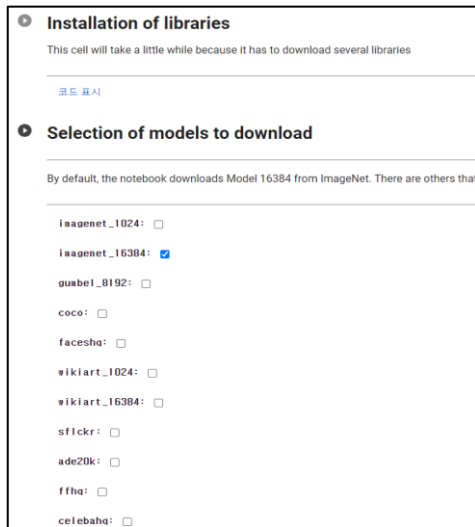 Installation of libraries
This cell will take a little while because it has to download several libraries
코드 표시
Selection of models to download
By default, the notebook downloads Model 16384 from ImageNet. There are others that
imagenet_1024:
imagenet_16384:
gumbel_8192:
coco:
faceshq:
wikiart_1024:
wikiart_16384:
sflckr:
ade20k:
ffhq:
celebahq: